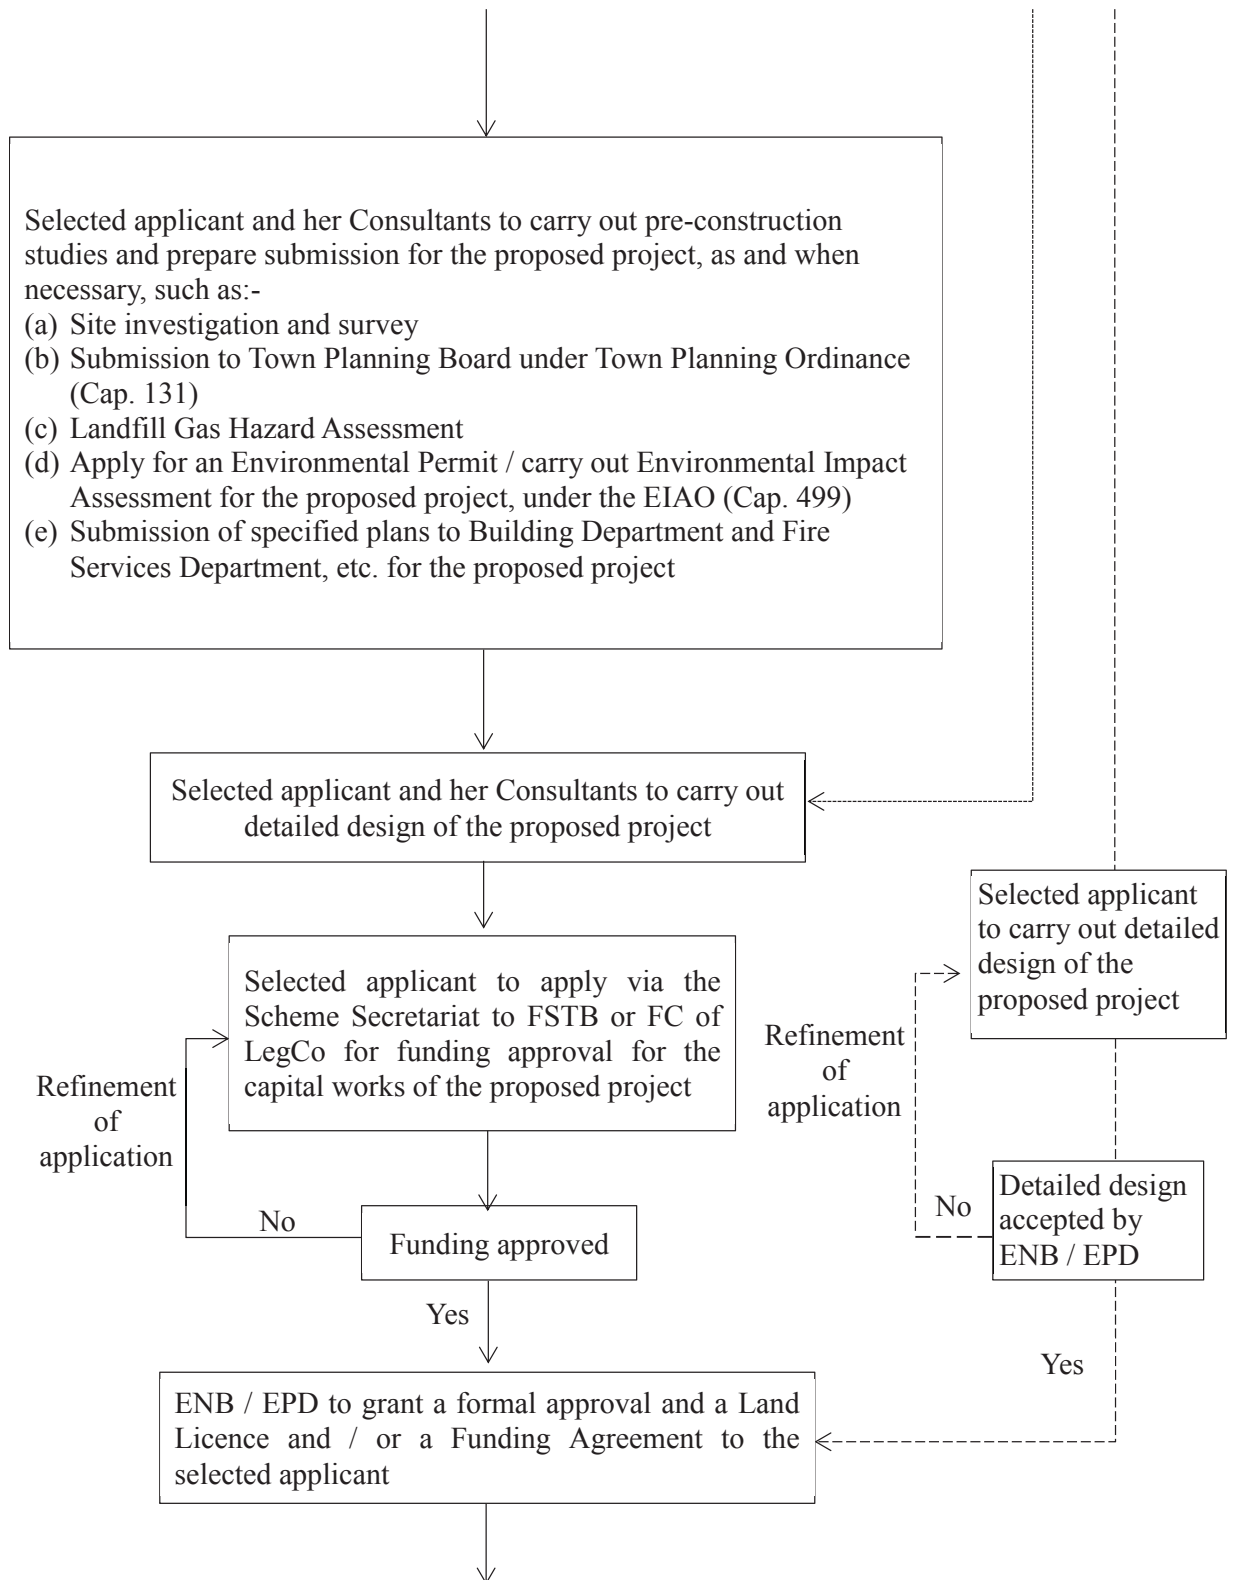 Selected applicant and her Consultants to carry out pre-construction
studies and prepare submission for the proposed project, as and when
necessary, such as:-
(a) Site investigation and survey
(b) Submission to Town Planning Board under Town Planning Ordinance
(Cap. 131)
(c) Landfill Gas Hazard Assessment
(d) Apply for an Environmental Permit / carry out Environmental Impact
Assessment for the proposed project, under the EIAO (Cap. 499)
(e) Submission of specified plans to Building Department and Fire
Services Department, etc. for the proposed project
Selected applicant and her Consultants to carry out
detailed design of the proposed project
Selected applicant
to carry out detailed
design of the
proposed project
Selected applicant to apply via the
Scheme Secretariat to FSTB or FC of
LegCo for funding approval for the
capital works of the proposed project
Refinement
of
application
Refinement
of
application
No
Funding approved
No
Detailed design
accepted by
ENB / EPD
Yes
Yes
ENB / EPD to grant a formal approval and a Land
Licence and / or a Funding Agreement to the
selected applicant